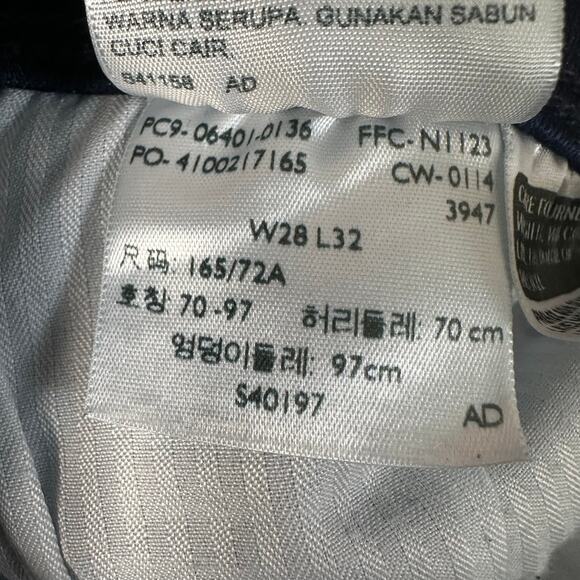 WARNA SERUPA. GUNAKAN SABUN
CUCI CAIR
S41158 AD
PC9-06401-0136 FFC-N1123
PO-4100217165 CW-0114
3947
W28 L32
尺码: 165/72A
호칭 70-97 허리둘레: 70 cm
엉덩이둘레: 97cm
S40197 AD